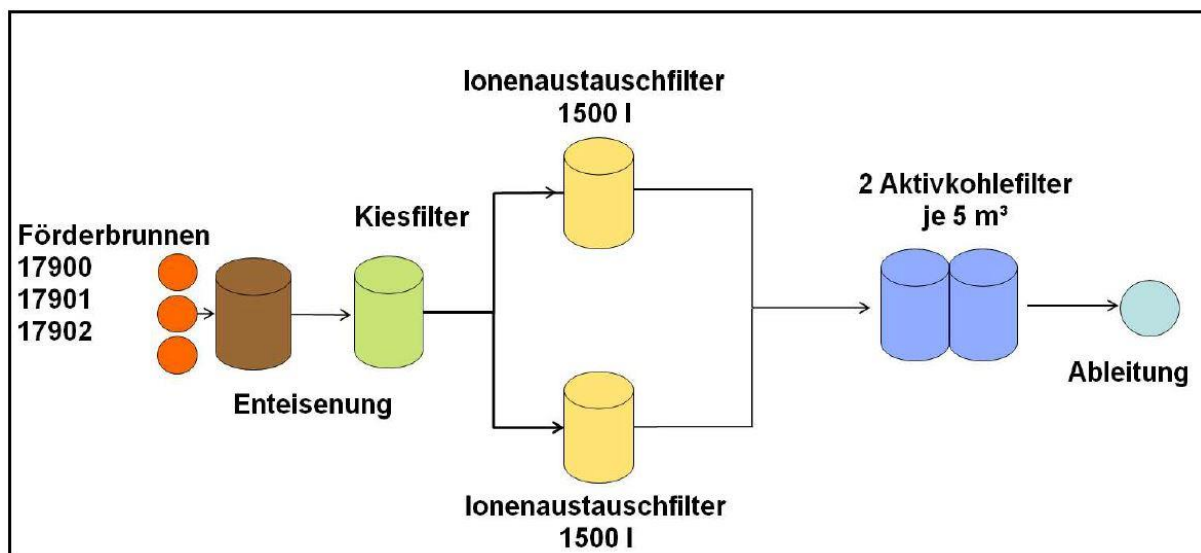 Förderbrunnen
17900
17901
17902
Enteisenung
Kiesfilter
Ionenaustauschfilter
1500 l
Ionenaustauschfilter
1500 l
2 Aktivkohlefilter
je 5 m³
Ableitung